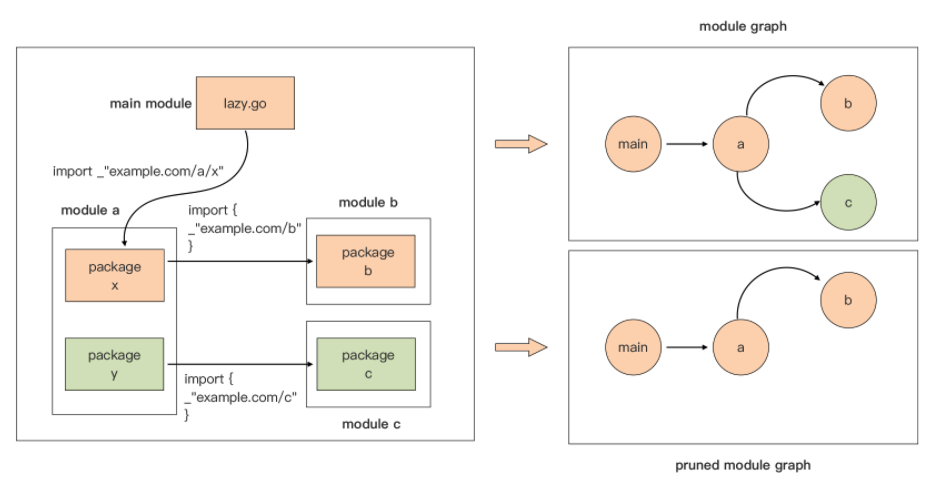 module graph
main module
lazy.go
import _"example.com/a/x"
module a
import {
_"example.com/b"
}
module b
package
x
package
b
package
y
package
c
import {
_"example.com/c"
}
module c
main
a
b
c
main
a
b
pruned module graph